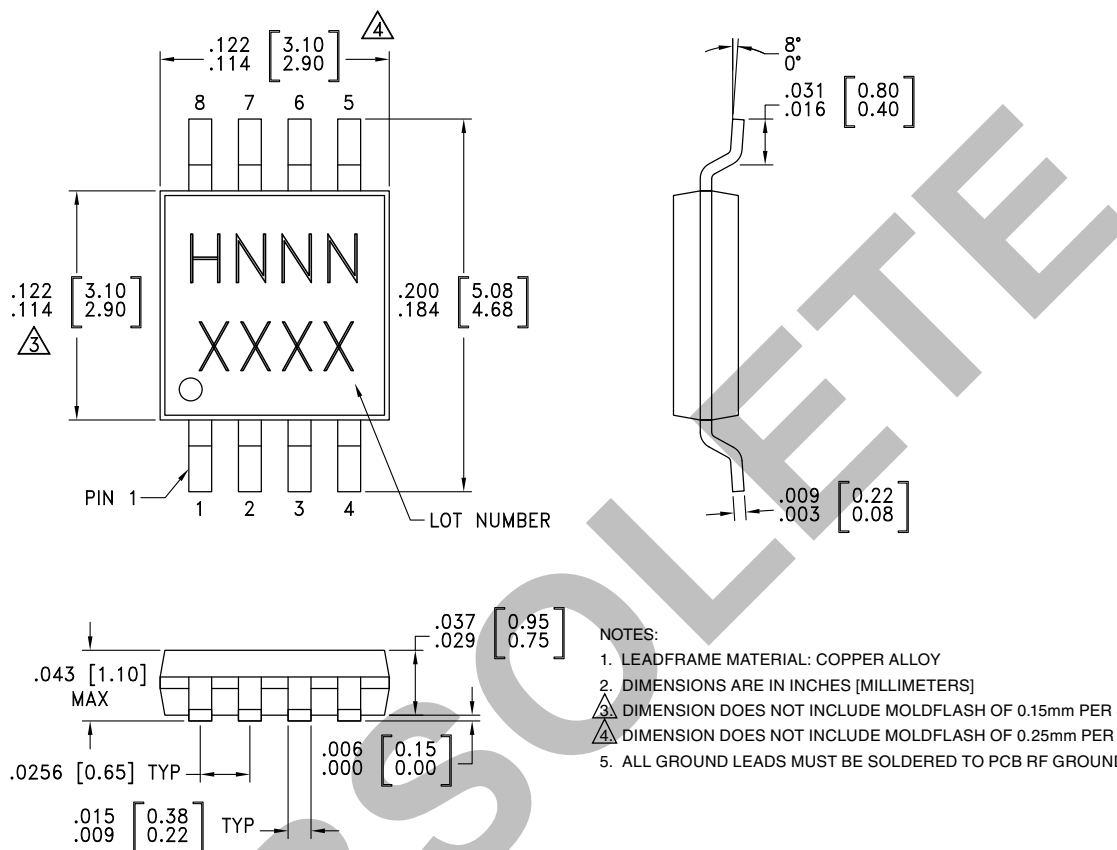 4
.122 [3.10]
.114 [2.90]
8 7 6 5
8°
0°
.031 [0.80]
.016 [0.40]
HNNN
XXXX
.122 [3.10]
.114 [2.90]
3
.200 [5.08]
.184 [4.68]
PIN 1
1 2 3 4
LOT NUMBER
.009 [0.22]
.003 [0.08]
.037 [0.95]
.029 [0.75]
.043 [1.10]
MAX
.0256 [0.65] TYP
.006 [0.15]
.000 [0.00]
.015 [0.38]
.009 [0.22]
TYP
NOTES:
1. LEADFRAME MATERIAL: COPPER ALLOY
2. DIMENSIONS ARE IN INCHES [MILLIMETERS]
3. DIMENSION DOES NOT INCLUDE MOLDFLASH OF 0.15mm PER
4. DIMENSION DOES NOT INCLUDE MOLDFLASH OF 0.25mm PER
5. ALL GROUND LEADS MUST BE SOLDERED TO PCB RF GROUND
SOLETE